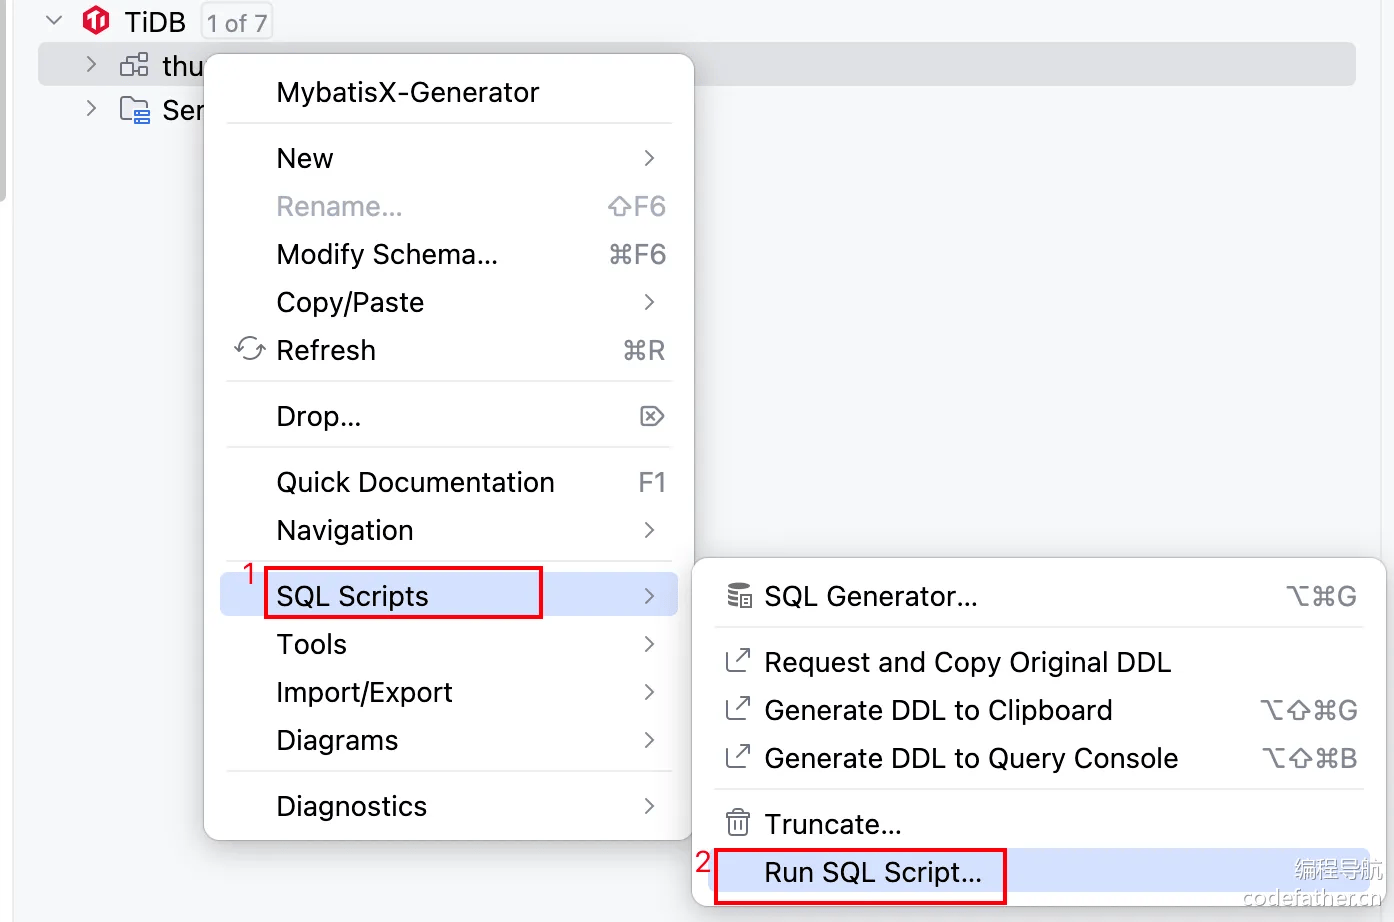 TiDB 1 of 7
thu
Ser
MybatisX-Generator
New
Rename... ⇧F6
Modify Schema... ⌘F6
Copy/Paste
Refresh ⌘R
Drop...
Quick Documentation F1
Navigation
1
SQL Scripts
Tools
Import/Export
Diagrams
Diagnostics
SQL Generator... ⌥⌘G
Request and Copy Original DDL
Generate DDL to Clipboard ⌥⇧⌘G
Generate DDL to Query Console ⌥⇧⌘B
Truncate...
2
Run SQL Script...
编程导航
codefather.cn